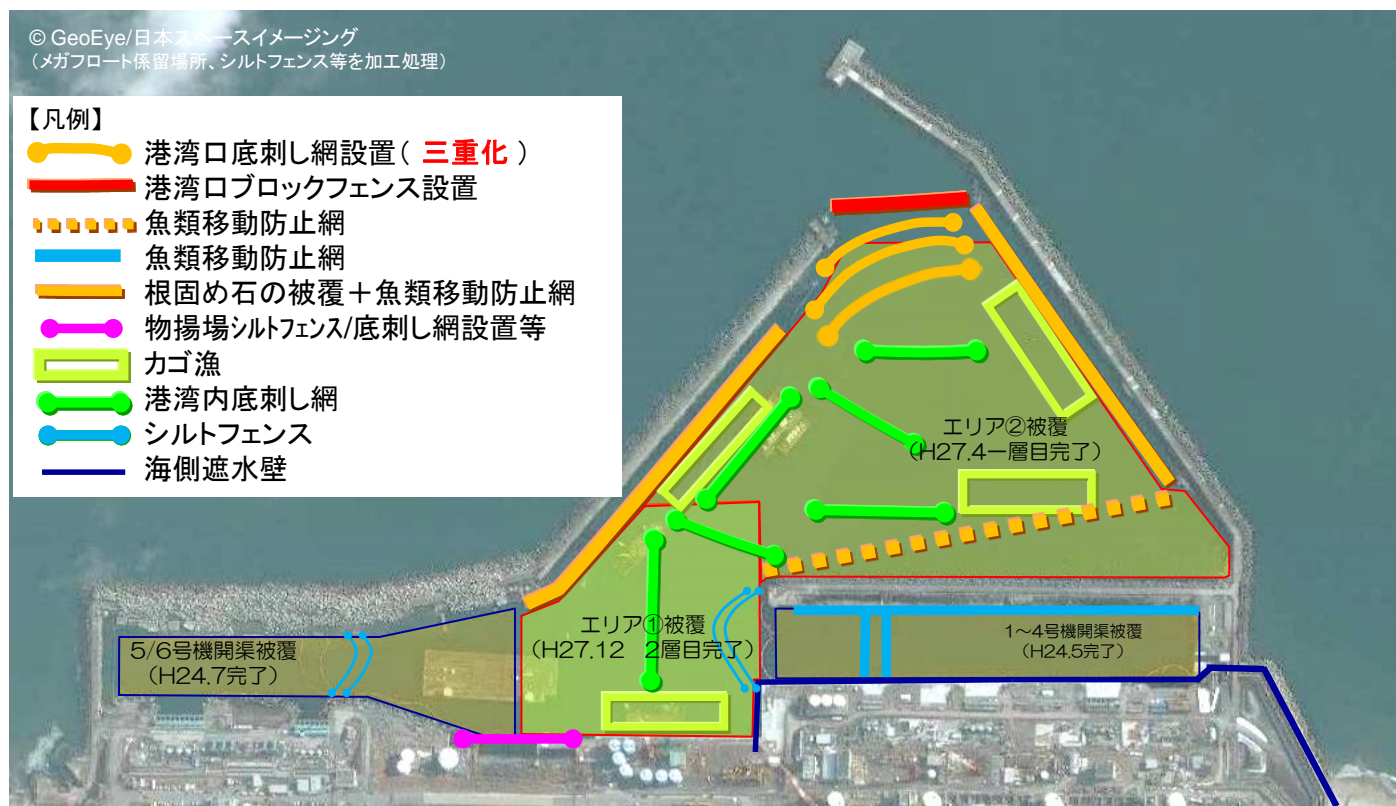 © GeoEye/日本スペースイメージング
（メガフロート係留場所、シルトフェンス等を加工処理）
【凡例】
港湾口底刺し網設置（ 三重化 ）
港湾口ブロックフェンス設置
魚類移動防止網
魚類移動防止網
根固め石の被覆＋魚類移動防止網
物揚場シルトフェンス/底刺し網設置等
カゴ漁
港湾内底刺し網
シルトフェンス
海側遮水壁
エリア②被覆
（H27.4一層目完了）
エリア①被覆
（H27.12　2層目完了）
5/6号機開渠被覆
（H24.7完了）
1～4号機開渠被覆
（H24.5完了）